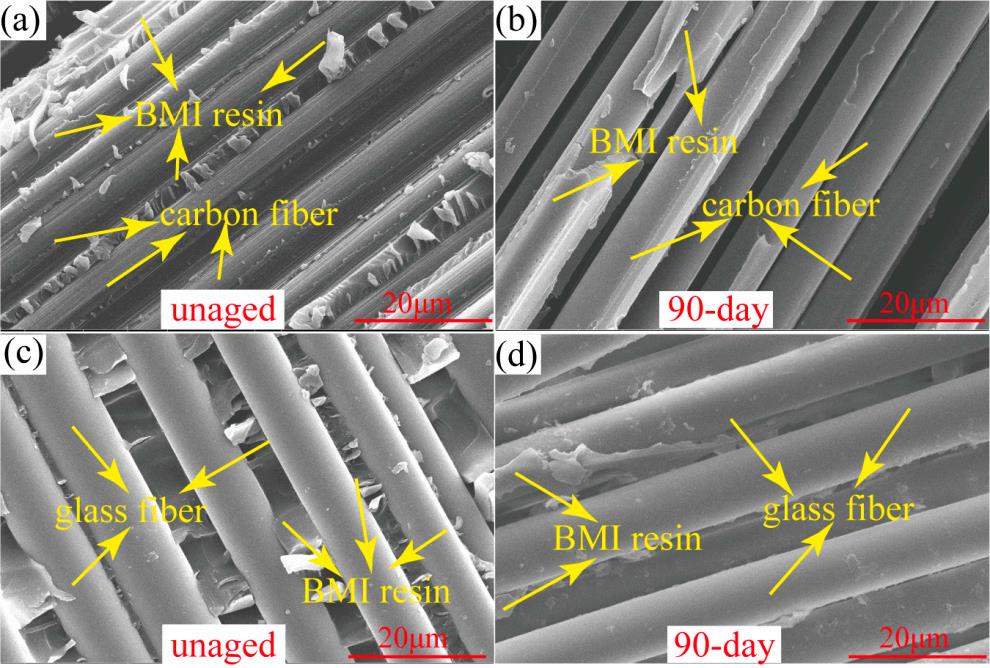 (a)
BMI resin
carbon fiber
unaged
20μm
(b)
BMI resin
carbon fiber
90-day
20μm
(c)
glass fiber
BMI resin
unaged
20μm
(d)
BMI resin
glass fiber
90-day
20μm